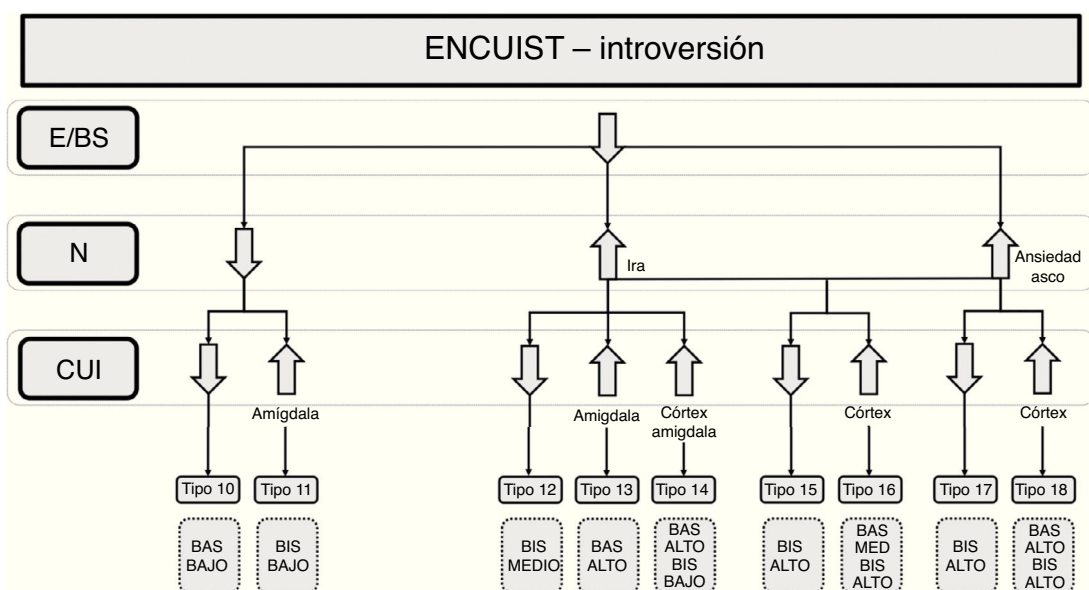 ENCUIST – introversión
E/BS
N
Ira
Ansiedad
asco
CUI
Amígdala
Amigdala
Córtex
amigdala
Córtex
Córtex
Tipo 10
Tipo 11
Tipo 12
Tipo 13
Tipo 14
Tipo 15
Tipo 16
Tipo 17
Tipo 18
BAS
BAJO
BIS
BAJO
BIS
MEDIO
BAS
ALTO
BAS
ALTO
BIS
BAJO
BIS
ALTO
BAS
MED
BIS
ALTO
BIS
ALTO
BAS
ALTO
BIS
ALTO